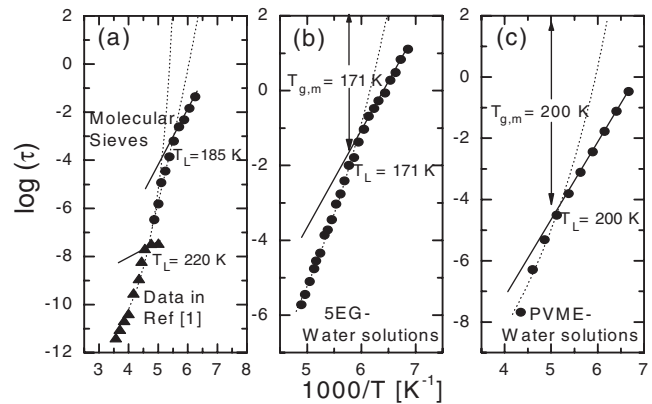 (a)
(b)
(c)
2
0
-2
-4
-6
-8
-10
-12
Molecular
Sieves
T_L=185 K
T_L= 220 K
Data in
Ref [1]
3 4 5 6 7 8
2
0
-2
-4
-6
T_g,m = 171 K
T_L = 171 K
5EG-
Water solutions
5 6 7 8
2
0
-2
-4
-6
-8
T_g,m = 200 K
T_L = 200 K
PVME-
Water solutions
4 5 6 7
log (τ)
1000/T [K⁻¹]